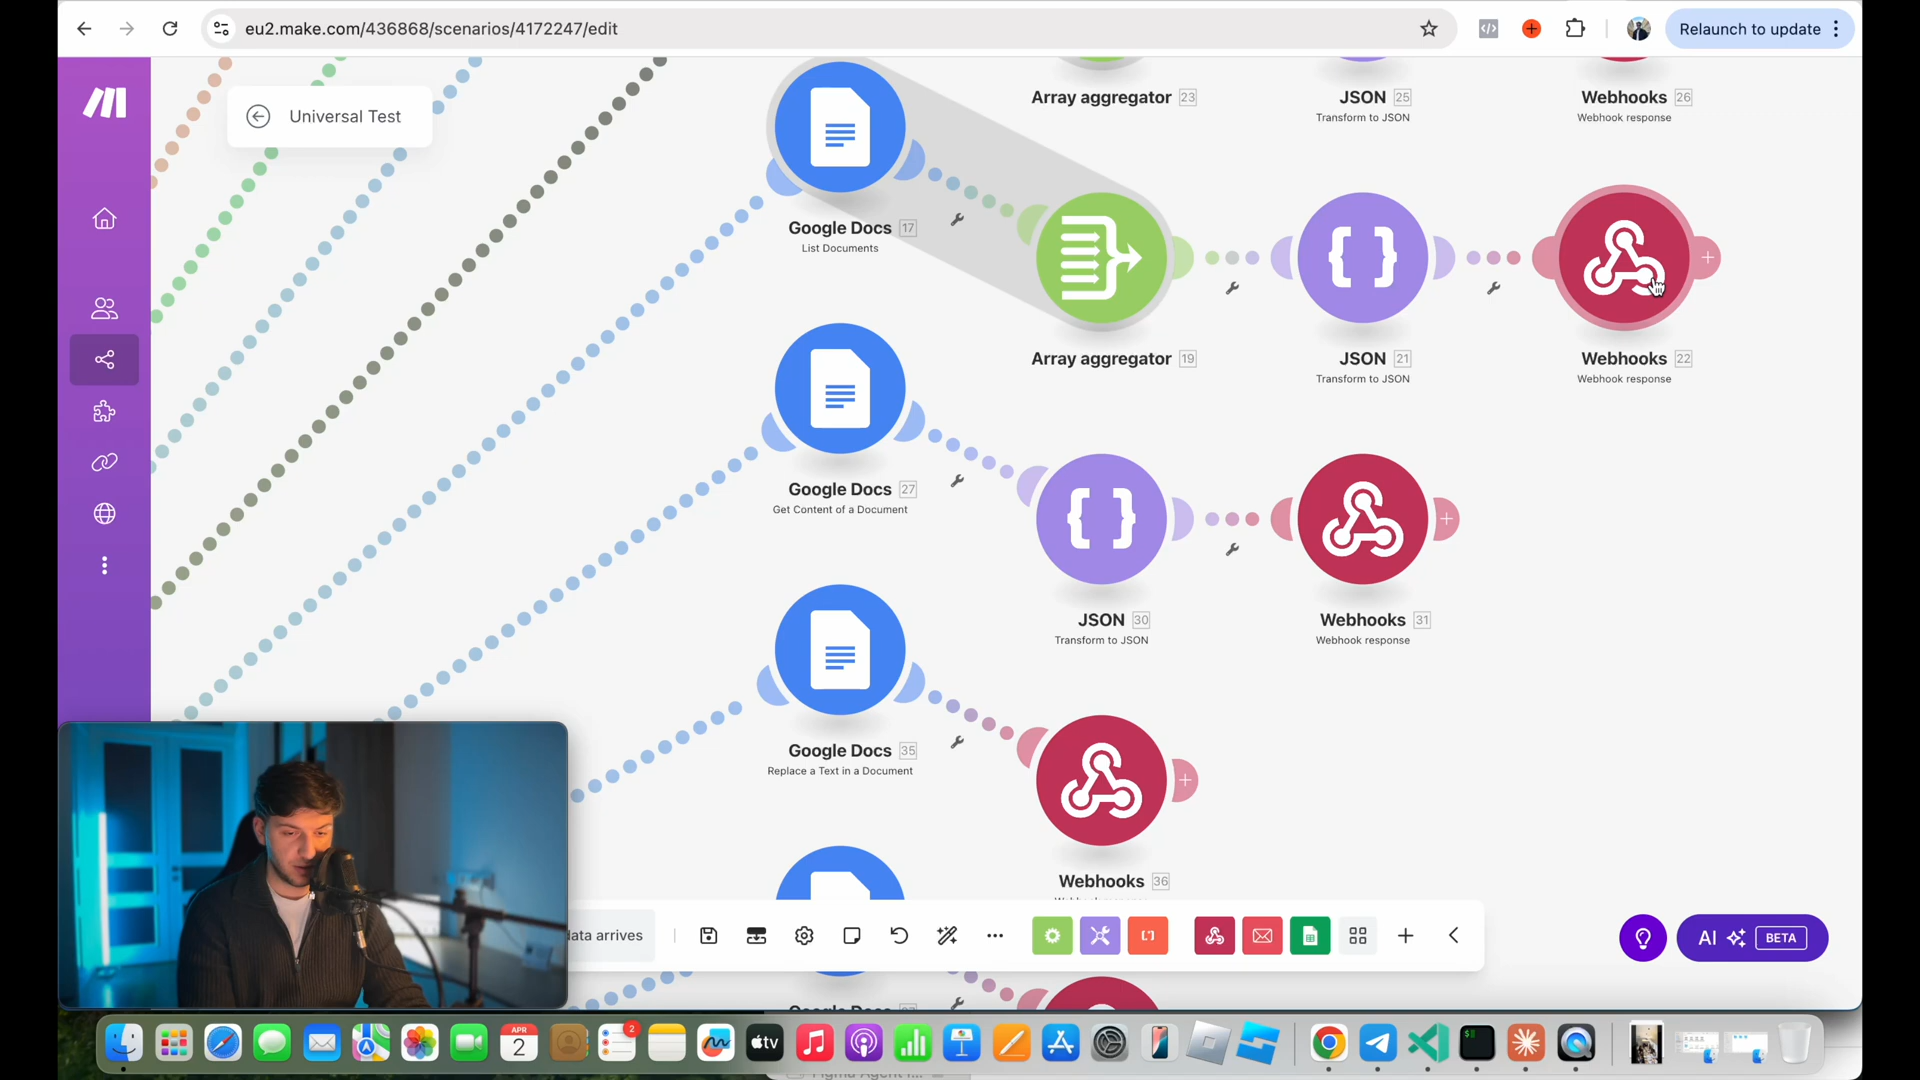 eu2.make.com/436868/scenarios/4172247/edit
Relaunch to update
Universal Test
Array aggregator 23
JSON 25
Transform to JSON
Webhooks 26
Webhook response
Google Docs 17
List Documents
Array aggregator 19
JSON 21
Transform to JSON
Webhooks 22
Webhook response
Google Docs 27
Get Content of a Document
JSON 30
Transform to JSON
Webhooks 31
Webhook response
Google Docs 35
Replace a Text in a Document
Webhooks 36
data arrives
AI BETA
APR
2
2
tv